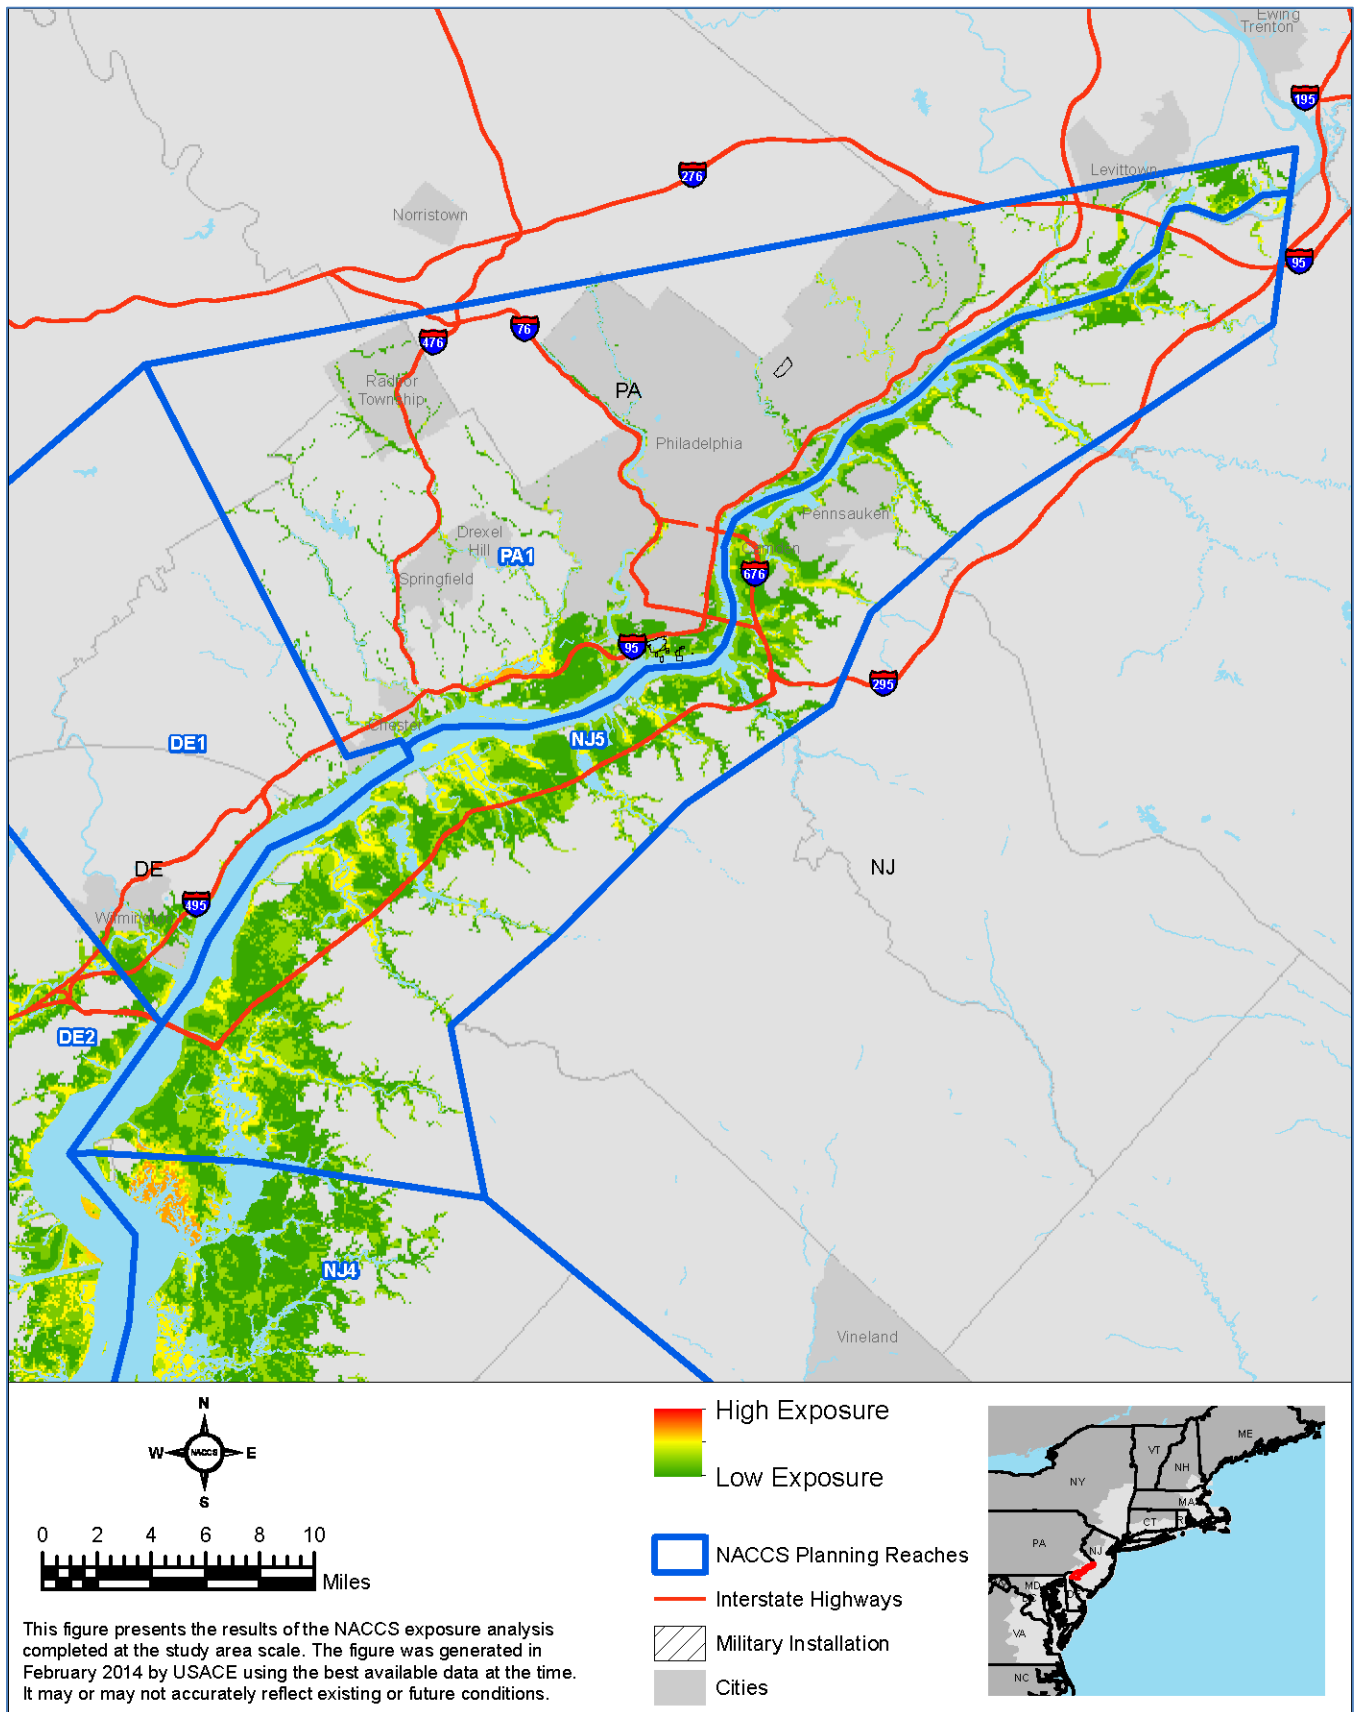 Ewing
Trenton
195
Levittown
276
Norristown
95
76
476
Radnor
Township
PA
Philadelphia
Pennsauken
Drexel
Hill
PA1
Camden
676
Springfield
95
295
Chester
NJ5
DE1
DE
NJ
495
Wilmington
DE2
NJ4
Vineland
N
W NACCS E
S
0 2 4 6 8 10
Miles
This figure presents the results of the NACCS exposure analysis
completed at the study area scale. The figure was generated in
February 2014 by USACE using the best available data at the time.
It may or may not accurately reflect existing or future conditions.
High Exposure
Low Exposure
NACCS Planning Reaches
Interstate Highways
Military Installation
Cities
ME
VT
NH
NY
MA
CT
RI
PA
NJ
MD
VA
NC